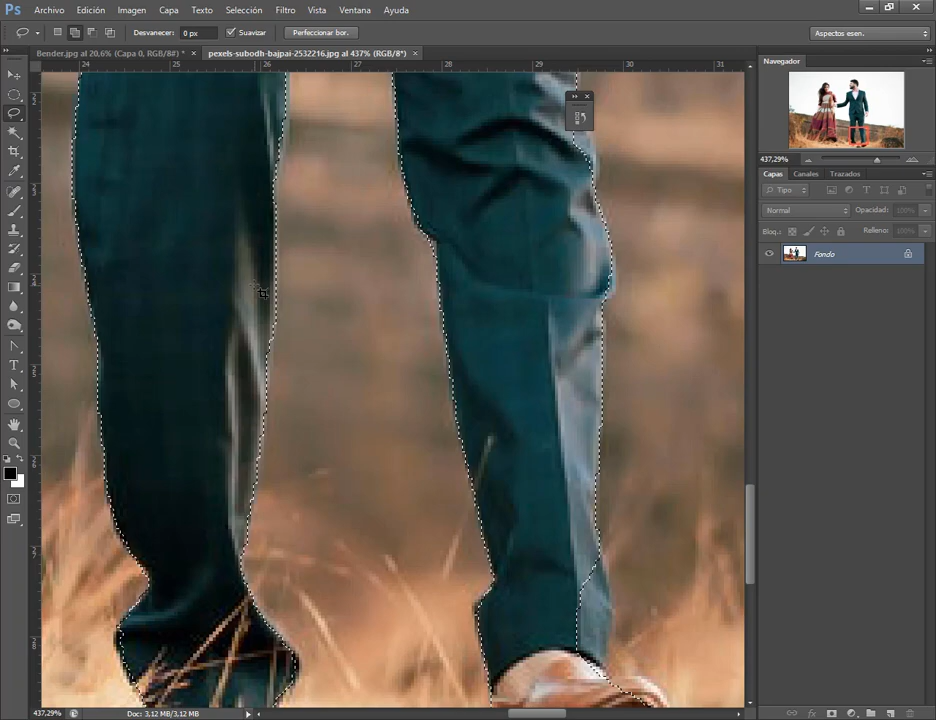 Ps Archivo Edición Imagen Capa Texto Selección Filtro Vista Ventana Ayuda
Desvanecer: 0 px Suavizar Perfeccionar bor. Aspectos esen.
Bender.jpg al 20,6% (Capa 0, RGB/8#) * × pexels-subodh-bajpai-2532216.jpg al 437% (RGB/8*) ×
24 25 26 27 28 29 30 31
Navegador
437,29%
Capas Canales Trazados
Tipo
Normal Opacidad: 100%
Bloq.: Relleno: 100%
Fondo
T
437,29% Doc: 3,12 MB/3,12 MB